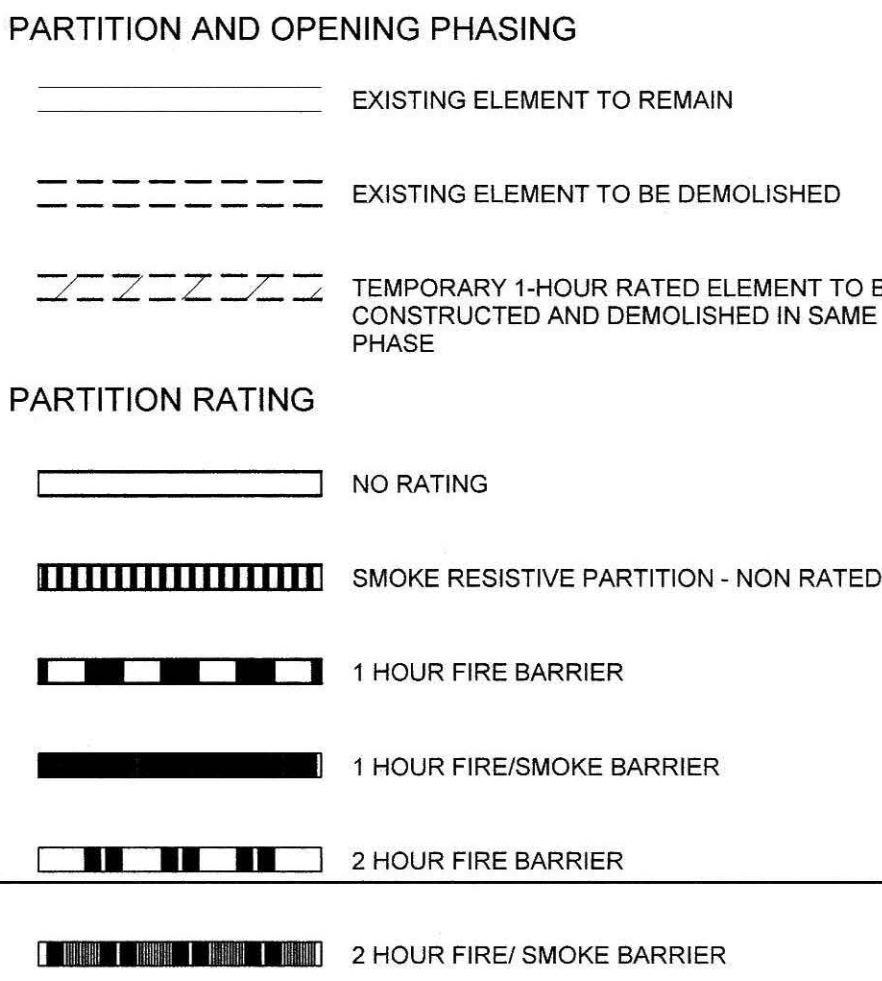 PARTITION AND OPENING PHASING
EXISTING ELEMENT TO REMAIN
EXISTING ELEMENT TO BE DEMOLISHED
TEMPORARY 1-HOUR RATED ELEMENT TO
CONSTRUCTED AND DEMOLISHED IN SAME
PHASE
PARTITION RATING
NO RATING
SMOKE RESISTIVE PARTITION - NON RATED
1 HOUR FIRE BARRIER
1 HOUR FIRE/SMOKE BARRIER
2 HOUR FIRE BARRIER
2 HOUR FIRE/ SMOKE BARRIER